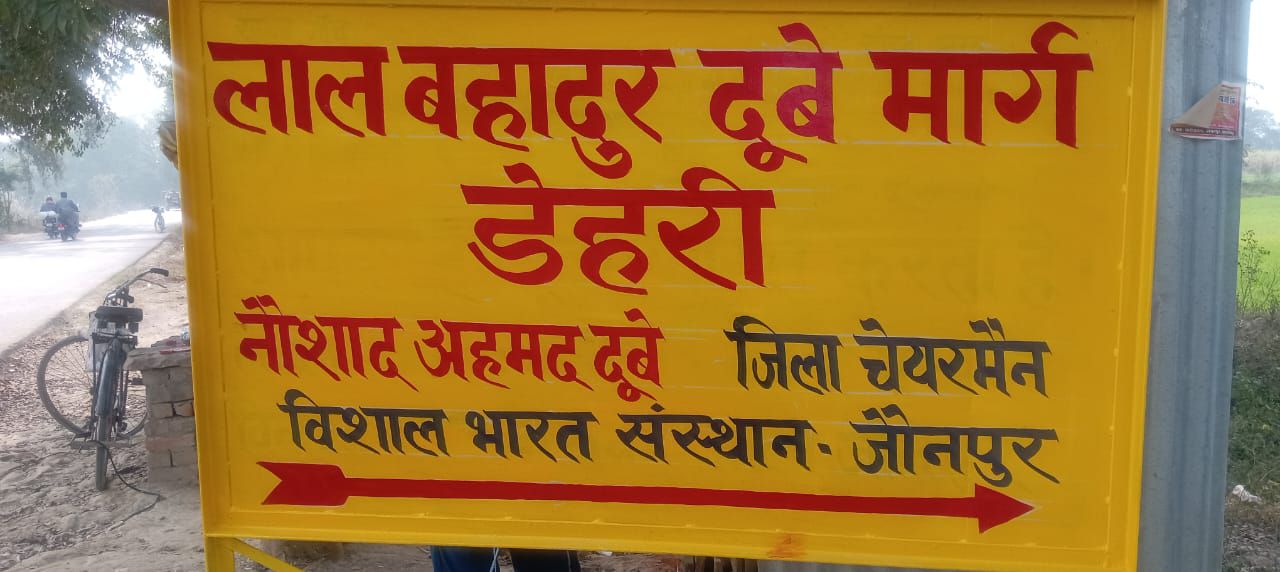 लाल बहादुर दूबे मार्ग
डेहरी
नौशाद अहमद दूबे जिला चेयरमैन
विशाल भारत संस्थान - जौनपुर